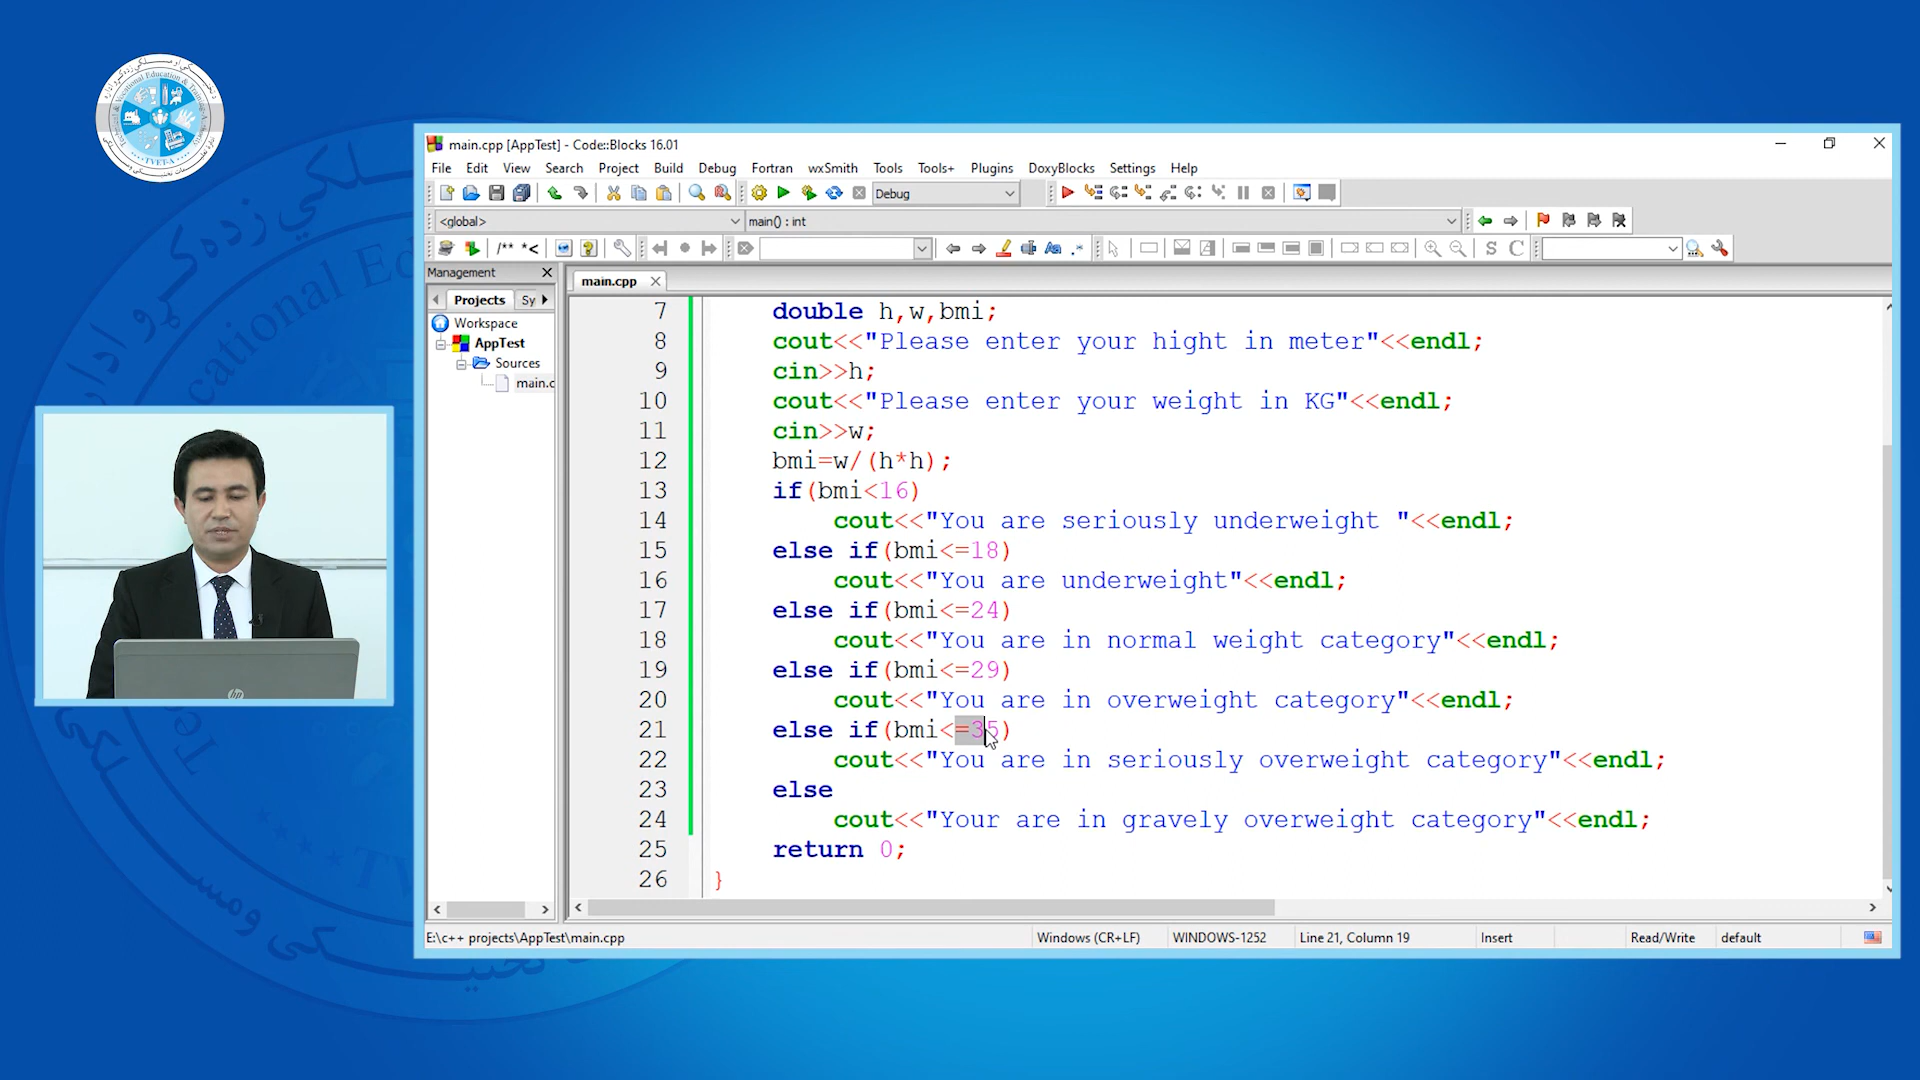 Technical & Vocational Education & Training Authority
TVET-A
main.cpp [AppTest] - Code::Blocks 16.01
File Edit View Search Project Build Debug Fortran wxSmith Tools Tools+ Plugins DoxyBlocks Settings Help
Debug
<global> main() : int
/** *<
S C
Management
Projects Sy
main.cpp
Workspace
AppTest
Sources
main.c
7 double h,w,bmi;
8 cout<<"Please enter your hight in meter"<<endl;
9 cin>>h;
10 cout<<"Please enter your weight in KG"<<endl;
11 cin>>w;
12 bmi=w/(h*h);
13 if(bmi<16)
14 cout<<"You are seriously underweight "<<endl;
15 else if(bmi<=18)
16 cout<<"You are underweight"<<endl;
17 else if(bmi<=24)
18 cout<<"You are in normal weight category"<<endl;
19 else if(bmi<=29)
20 cout<<"You are in overweight category"<<endl;
21 else if(bmi<=35)
22 cout<<"You are in seriously overweight category"<<endl;
23 else
24 cout<<"Your are in gravely overweight category"<<endl;
25 return 0;
26 }
E:\c++ projects\AppTest\main.cpp Windows (CR+LF) WINDOWS-1252 Line 21, Column 19 Insert Read/Write default
hp